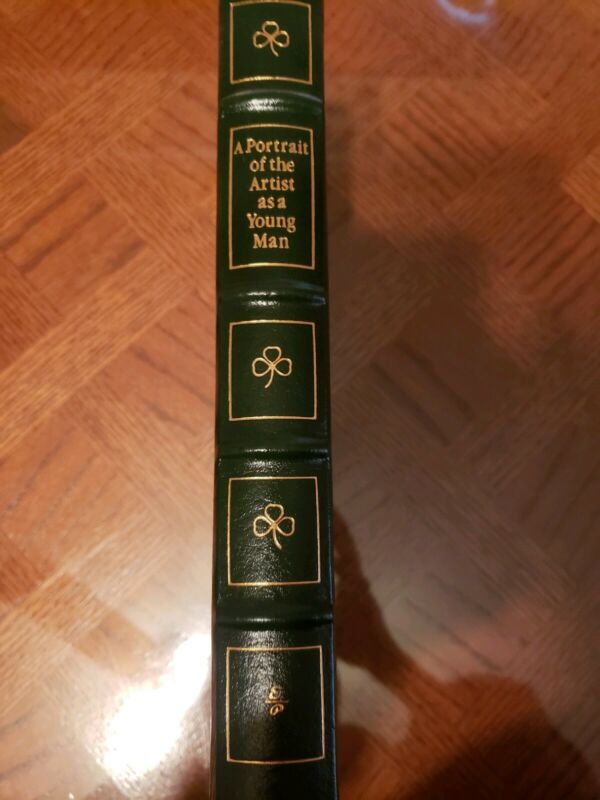 A Portrait
of the
Artist
as a
Young
Man